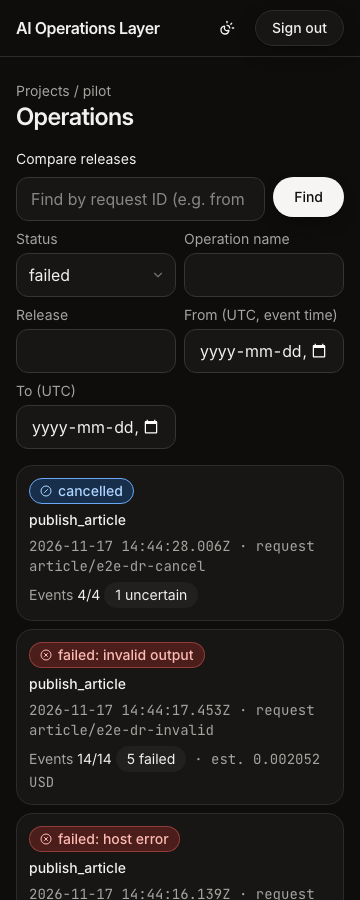 AI Operations Layer
Sign out
Projects / pilot
Operations
Compare releases
Find by request ID (e.g. from
Find
Status
Operation name
failed
Release
From (UTC, event time)
yyyy-mm-dd,
To (UTC)
yyyy-mm-dd,
cancelled
publish_article
2026-11-17 14:44:28.006Z · request
article/e2e-dr-cancel
Events 4/4 1 uncertain
failed: invalid output
publish_article
2026-11-17 14:44:17.453Z · request
article/e2e-dr-invalid
Events 14/14 5 failed · est. 0.002052
USD
failed: host error
publish_article
2026-11-17 14:44:16.139Z · request